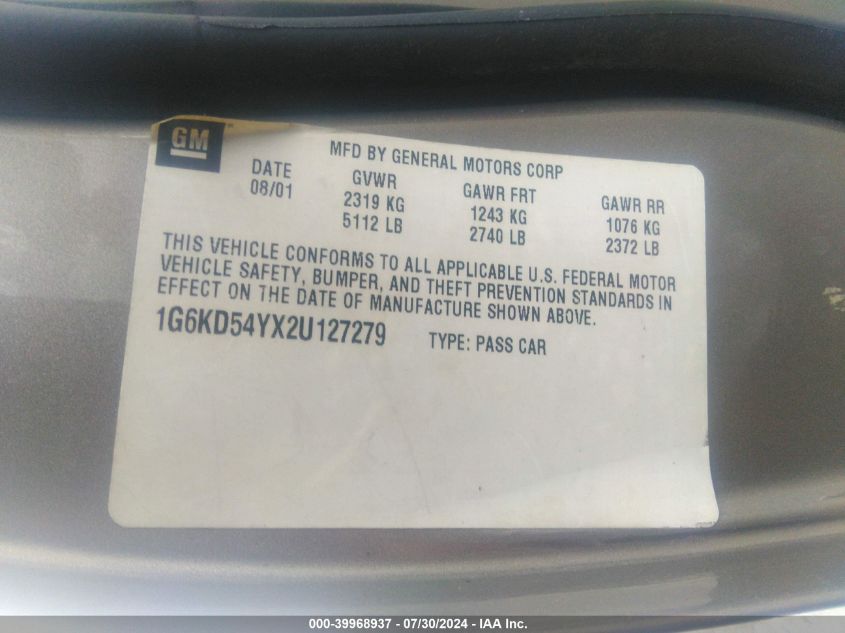 GM
MFD BY GENERAL MOTORS CORP
DATE GVWR GAWR FRT GAWR RR
08/01 2319 KG 1243 KG 1076 KG
5112 LB 2740 LB 2372 LB
THIS VEHICLE CONFORMS TO ALL APPLICABLE U.S. FEDERAL MOTOR
VEHICLE SAFETY, BUMPER, AND THEFT PREVENTION STANDARDS IN
EFFECT ON THE DATE OF MANUFACTURE SHOWN ABOVE.
1G6KD54YX2U127279 TYPE: PASS CAR
000-39968937 - 07/30/2024 - IAA Inc.